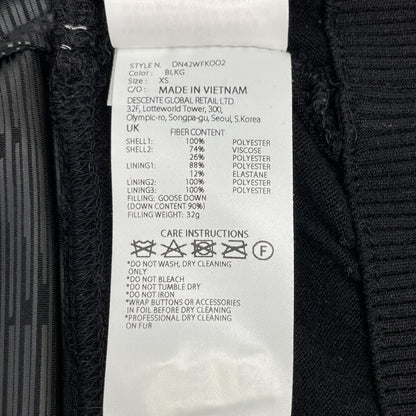 STYLE N. DN42WFK002
Color : BLKG
Size : XS
C/O : MADE IN VIETNAM
DESCENTE GLOBAL RETAIL LTD
32F, Lotteworld Tower, 300,
Olympic-ro, Songpa-gu, Seoul, S.Korea
UK
FIBER CONTENT
SHELL1: 100% POLYESTER
SHELL2: 74% VISCOSE
26% POLYESTER
LINING1: 88% POLYESTER
12% ELASTANE
LINING2: 100% POLYESTER
LINING3: 100% POLYESTER
FILLING: GOOSE DOWN
(DOWN CONTENT 90%)
FILLING WEIGHT: 32g
CARE INSTRUCTIONS
F
*DO NOT WASH, DRY CLEANING
ONLY
*DO NOT BLEACH
*DO NOT TUMBLE DRY
*DO NOT IRON
*WRAP BUTTONS OR ANYACCESSORIES
IN FOIL BEFORE DRYING ON
*PROFESSIONAL DRY CLEANING
ON FUR